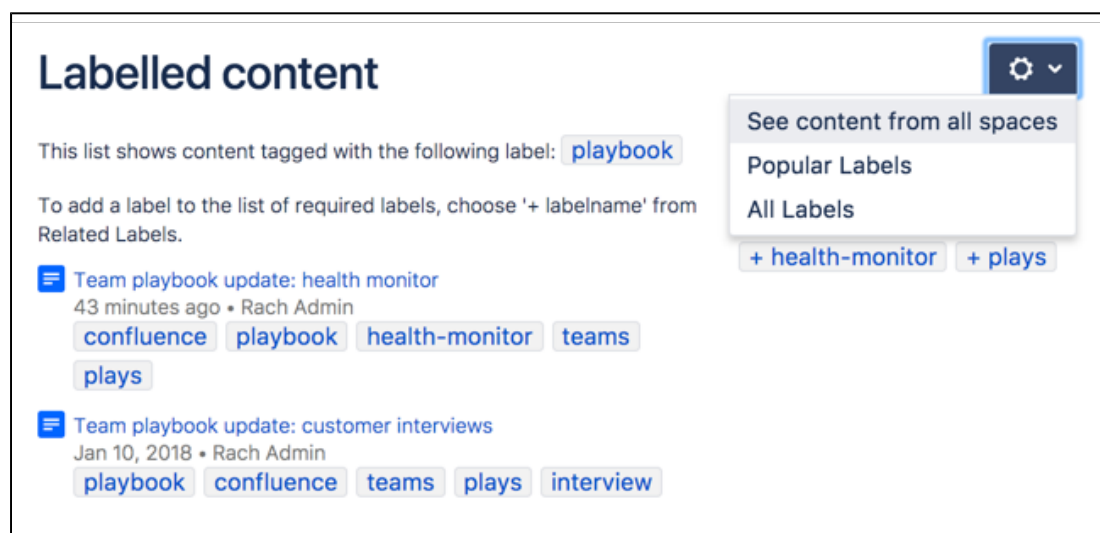 Labelled content
This list shows content tagged with the following label: playbook
To add a label to the list of required labels, choose '+ labelname' from
Related Labels.
Team playbook update: health monitor
43 minutes ago • Rach Admin
confluence playbook health-monitor teams
plays
Team playbook update: customer interviews
Jan 10, 2018 • Rach Admin
playbook confluence teams plays interview
See content from all spaces
Popular Labels
All Labels
+ health-monitor + plays